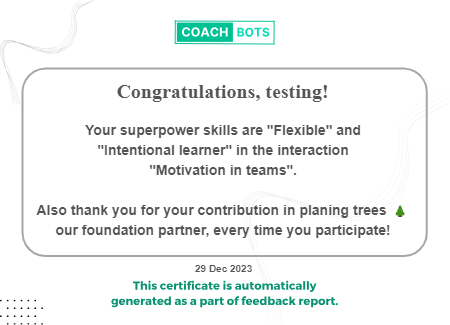 COACH BOTS
Congratulations, testing!
Your superpower skills are "Flexible" and
"Intentional learner" in the interaction
"Motivation in teams".
Also thank you for your contribution in planing trees 🌲
our foundation partner, every time you participate!
29 Dec 2023
This certificate is automatically
generated as a part of feedback report.